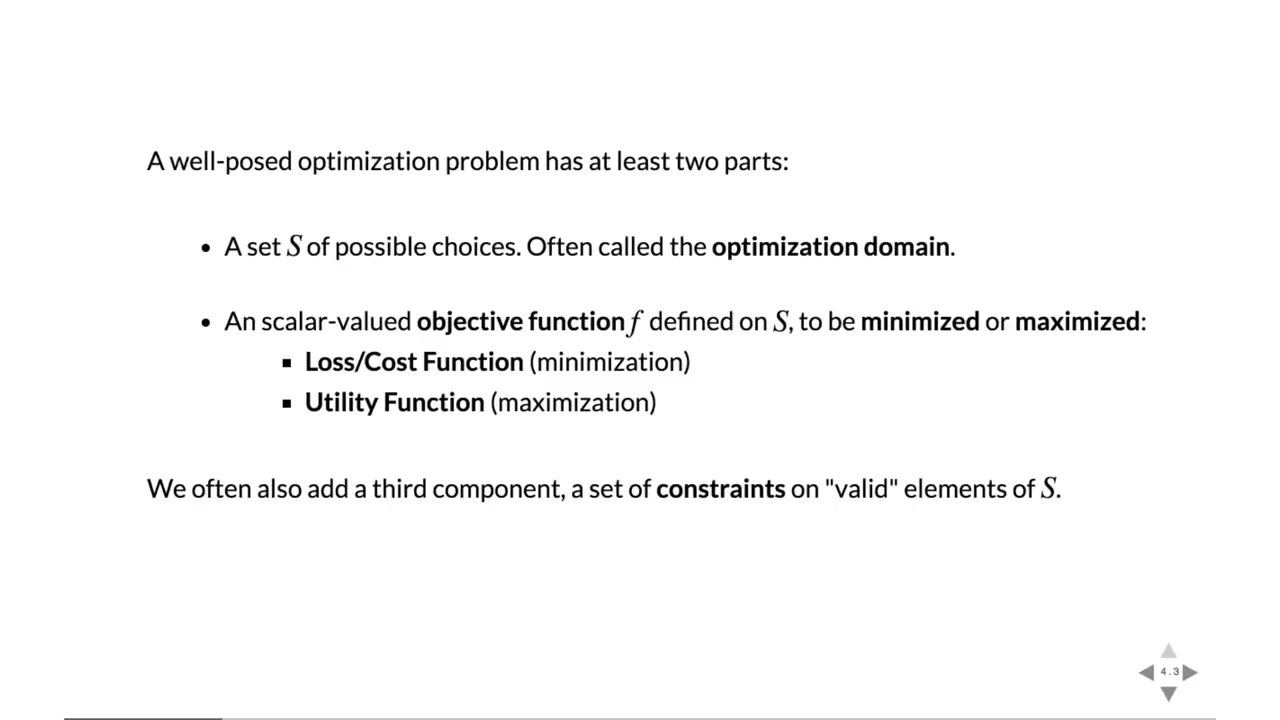 A well-posed optimization problem has at least two parts:
• A set S of possible choices. Often called the optimization domain.
• An scalar-valued objective function f defined on S, to be minimized or maximized:
▪ Loss/Cost Function (minimization)
▪ Utility Function (maximization)
We often also add a third component, a set of constraints on "valid" elements of S.
4.3